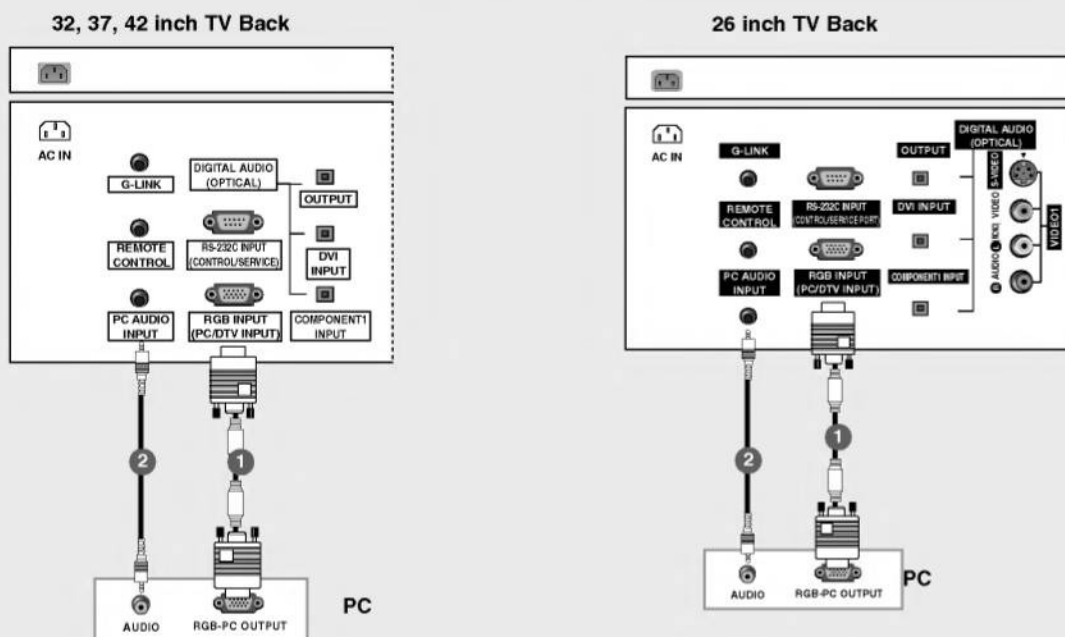 32, 37, 42 inch TV Back
AC IN
G-LINK
DIGITAL AUDIO
(OPTICAL)
OUTPUT
REMOTE
CONTROL
RS-232C INPUT
(CONTROL/SERVICE)
DVI
INPUT
PC AUDIO
INPUT
RGB INPUT
(PC/DTV INPUT)
COMPONENT1
INPUT
2
1
AUDIO
RGB-PC OUTPUT
PC
26 inch TV Back
AC IN
G-LINK
OUTPUT
DIGITAL AUDIO
(OPTICAL)
REMOTE
CONTROL
RS-232C INPUT
(CONTROL/SERVICE PORT)
DVI INPUT
PC AUDIO
INPUT
RGB INPUT
(PC/DTV INPUT)
COMPONENT1 INPUT
S-VIDEO
VIDEO
AUDIO
R
VIDEO1
2
1
AUDIO
RGB-PC OUTPUT
PC